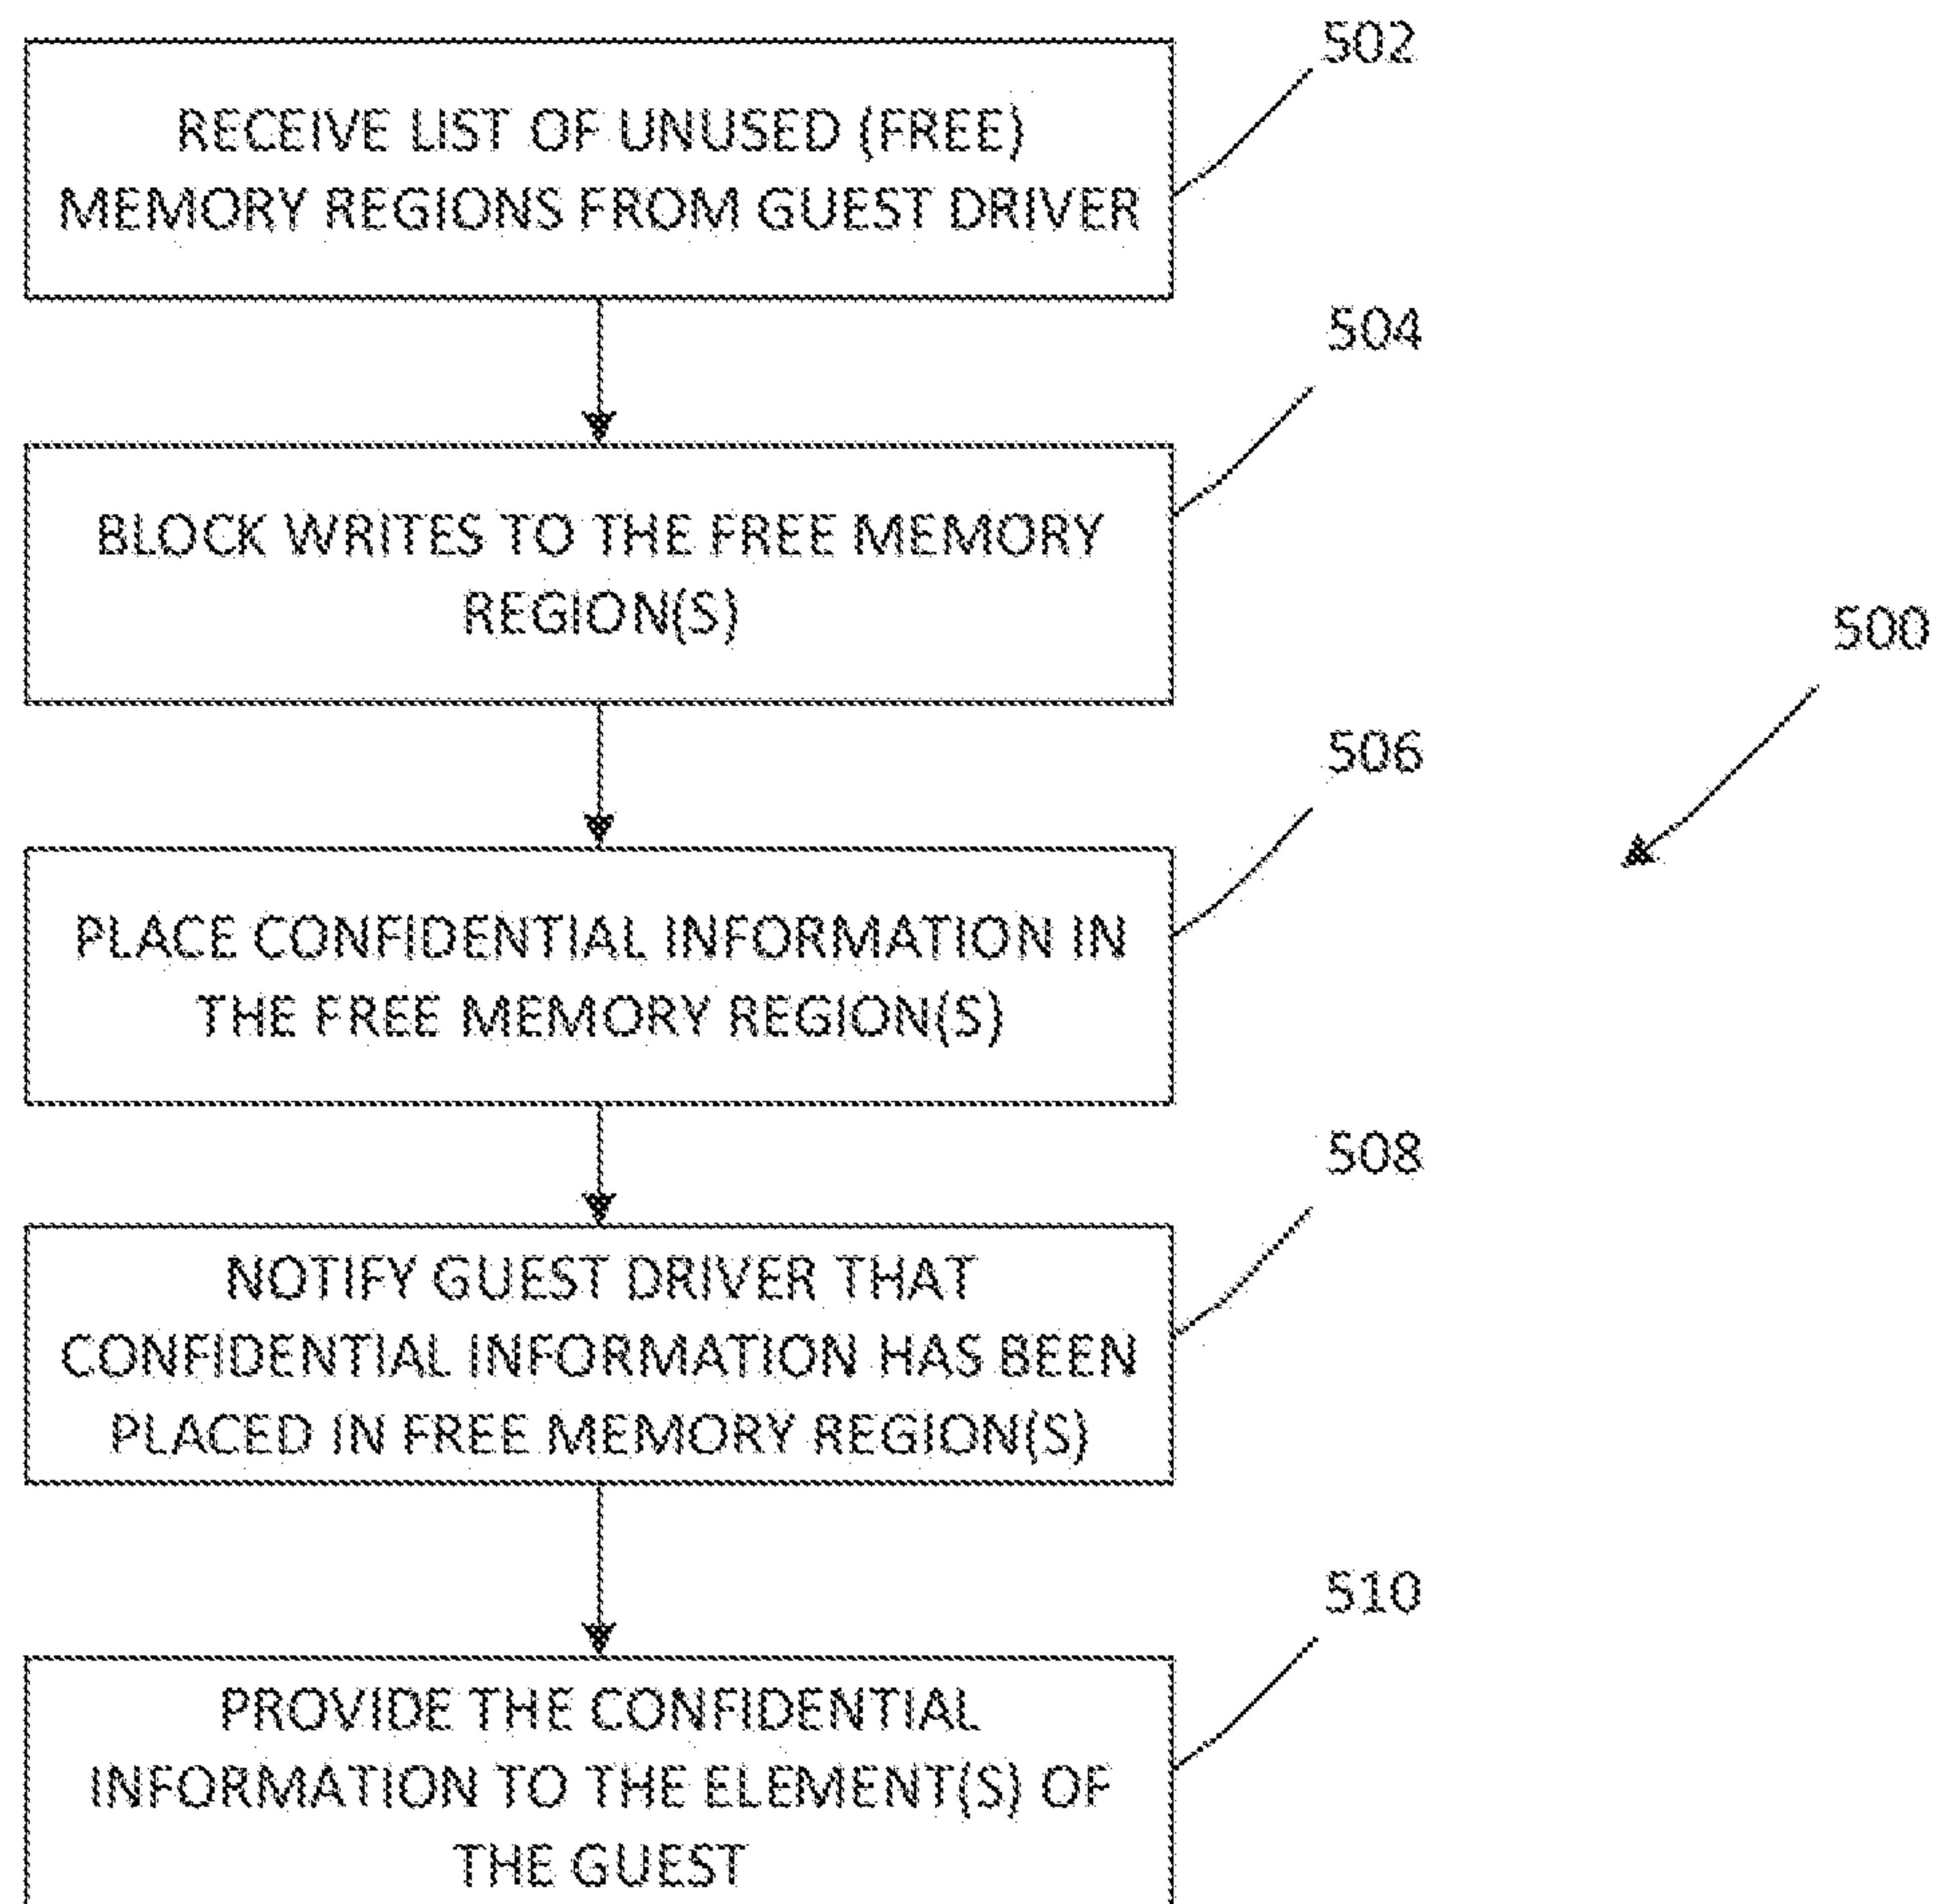 502
RECEIVE LIST OF UNUSED (FREE)
MEMORY REGIONS FROM GUEST DRIVER
504
BLOCK WRITES TO THE FREE MEMORY
REGION(S)
500
506
PLACE CONFIDENTIAL INFORMATION IN
THE FREE MEMORY REGION(S)
508
NOTIFY GUEST DRIVER THAT
CONFIDENTIAL INFORMATION HAS BEEN
PLACED IN FREE MEMORY REGION(S)
510
PROVIDE THE CONFIDENTIAL
INFORMATION TO THE ELEMENT(S) OF
THE GUEST